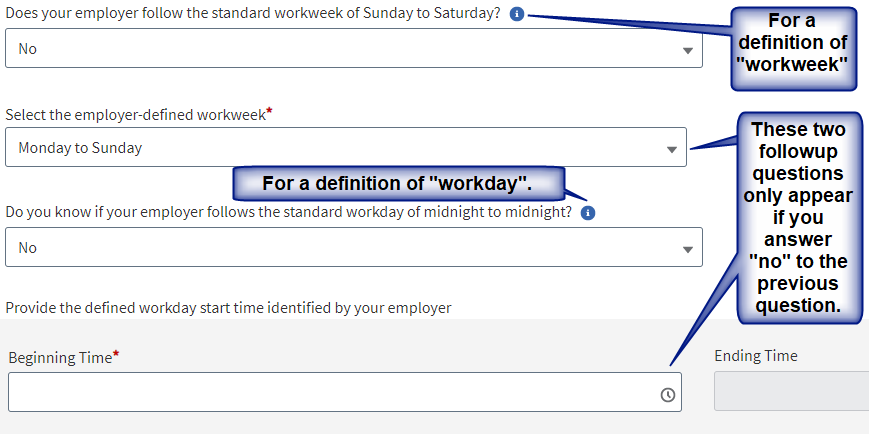 Does your employer follow the standard workweek of Sunday to Saturday?
For a
definition of
"workweek"
No
Select the employer-defined workweek*
Monday to Sunday
These two
followup
questions
only appear
if you
answer
"no" to the
previous
question.
For a definition of "workday".
Do you know if your employer follows the standard workday of midnight to midnight?
No
Provide the defined workday start time identified by your employer
Beginning Time*
Ending Time